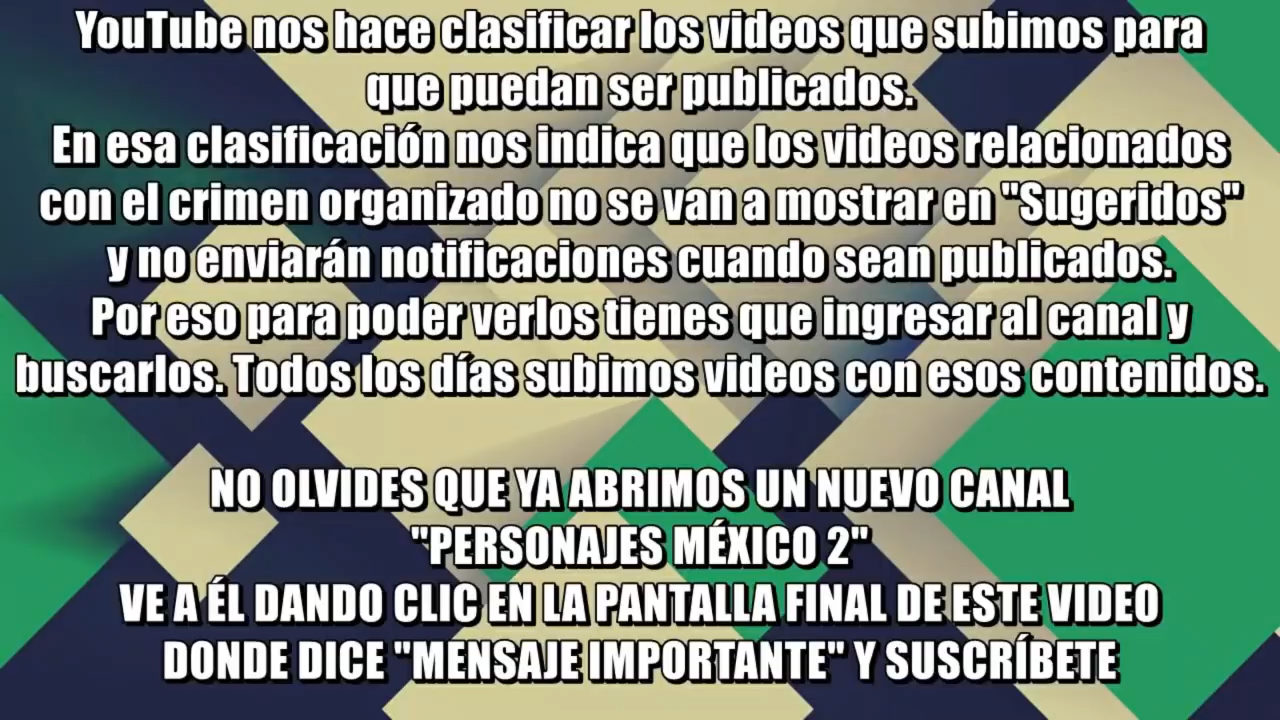 YouTube nos hace clasificar los videos que subimos para
que puedan ser publicados.
En esa clasificación nos indica que los videos relacionados
con el crimen organizado no se van a mostrar en "Sugeridos"
y no enviarán notificaciones cuando sean publicados.
Por eso para poder verlos tienes que ingresar al canal y
buscarlos. Todos los días subimos videos con esos contenidos.
NO OLVIDES QUE YA ABRIMOS UN NUEVO CANAL
"PERSONAJES MÉXICO 2"
VE A ÉL DANDO CLIC EN LA PANTALLA FINAL DE ESTE VIDEO
DONDE DICE "MENSAJE IMPORTANTE" Y SUSCRÍBETE